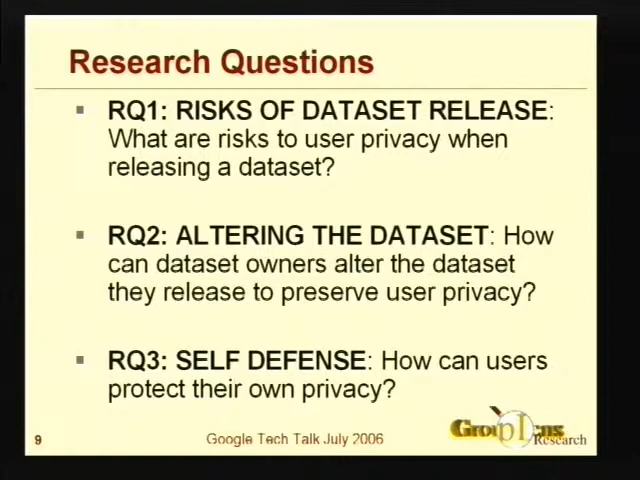 Research Questions
RQ1: RISKS OF DATASET RELEASE:
What are risks to user privacy when
releasing a dataset?
RQ2: ALTERING THE DATASET: How
can dataset owners alter the dataset
they release to preserve user privacy?
RQ3: SELF DEFENSE: How can users
protect their own privacy?
9
Google Tech Talk July 2006
GroupLens
Research